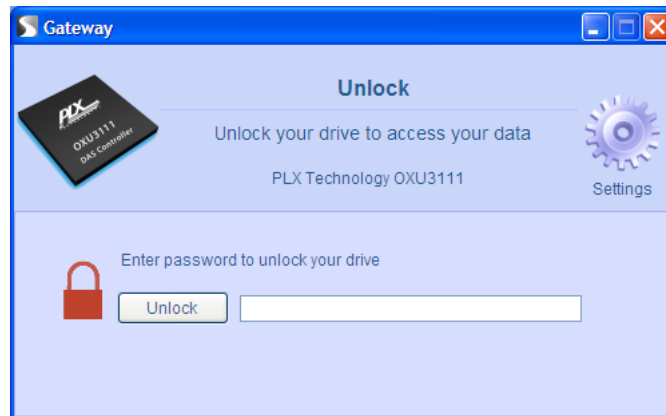 Gateway
PLX
OXU3111
DAS Controller
Unlock
Unlock your drive to access your data
PLX Technology OXU3111
Settings
Enter password to unlock your drive
Unlock